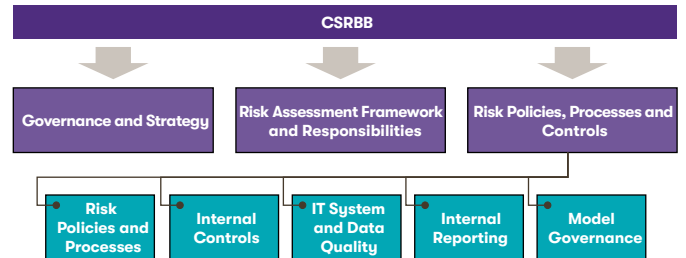 CSRBB
Governance and Strategy
Risk Assessment Framework
and Responsibilities
Risk Policies, Processes and
Controls
Risk
Policies and
Processes
Internal
Controls
IT System
and Data
Quality
Internal
Reporting
Model
Governance